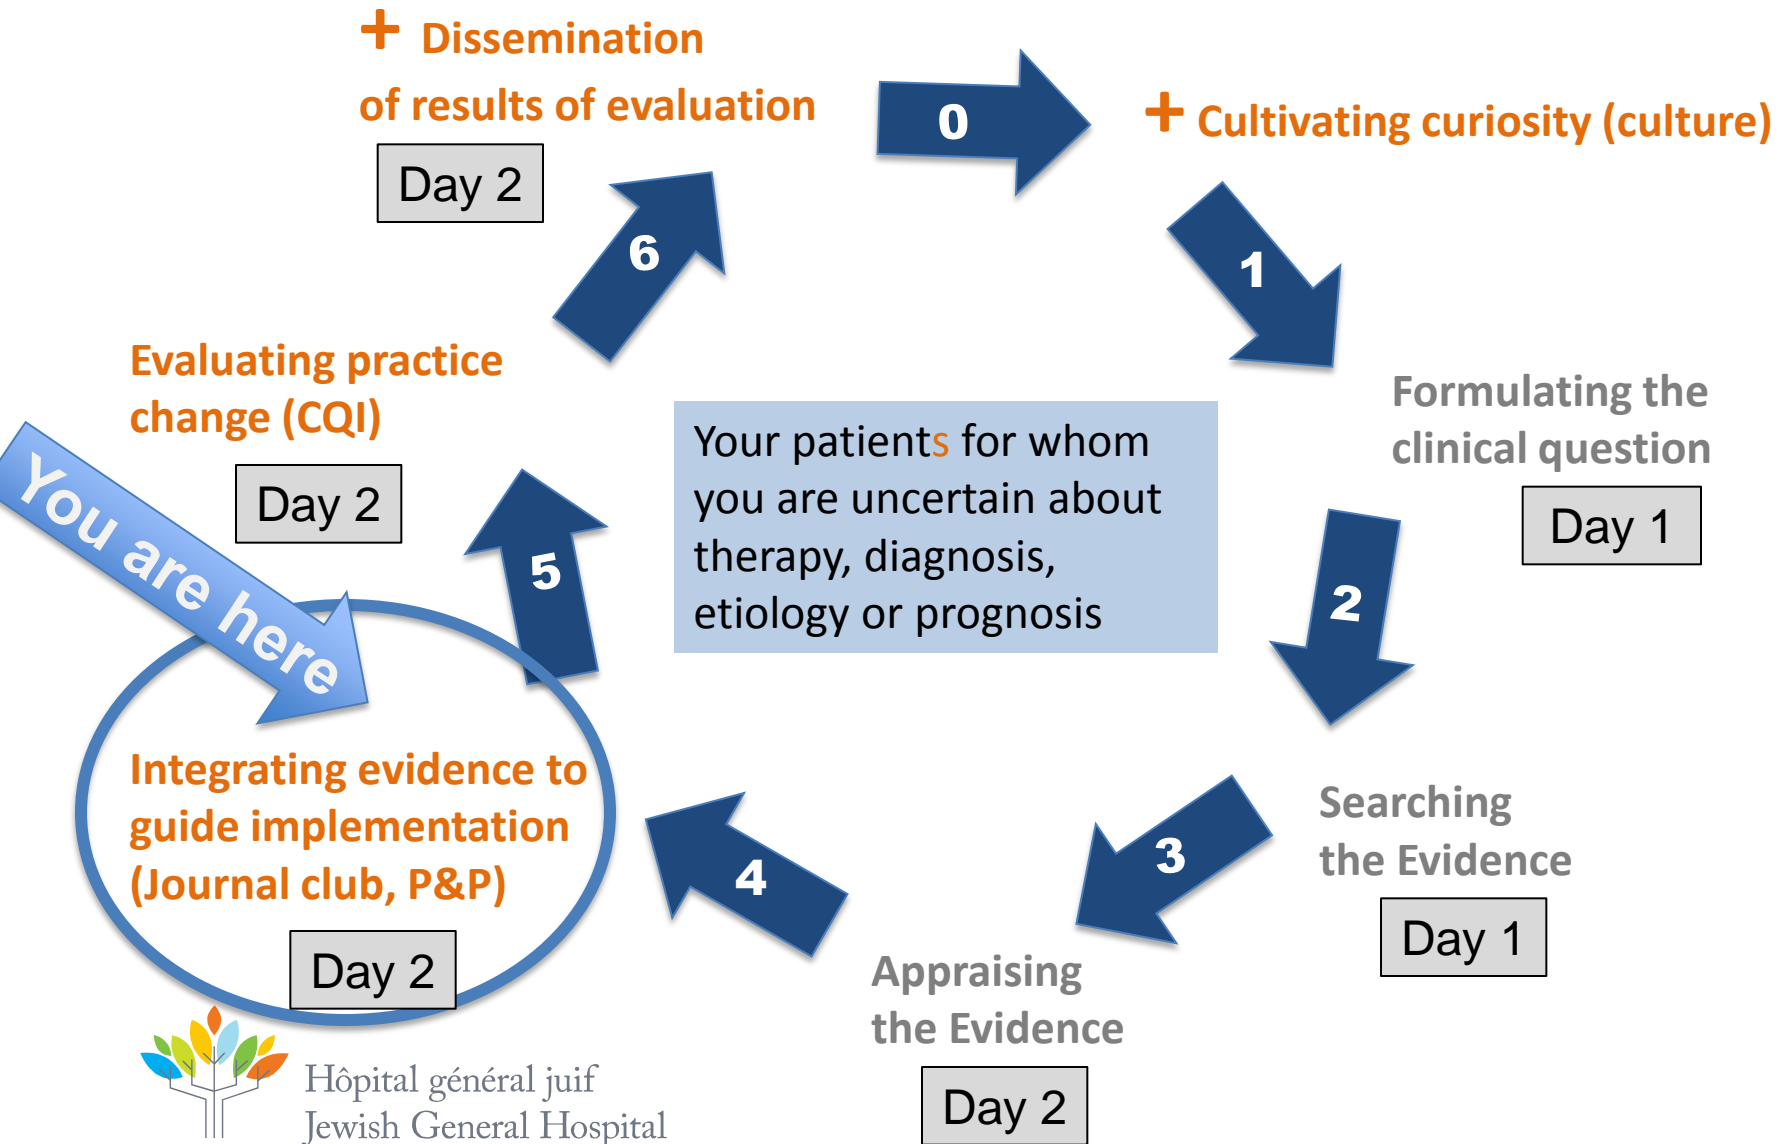 + Dissemination
of results of evaluation
Day 2
0
+ Cultivating curiosity (culture)
1
Formulating the
clinical question
Day 1
2
Searching
the Evidence
Day 1
3
Appraising
the Evidence
Day 2
4
Integrating evidence to
guide implementation
(Journal club, P&P)
Day 2
You are here
5
Evaluating practice
change (CQI)
Day 2
6
Your patients for whom
you are uncertain about
therapy, diagnosis,
etiology or prognosis
Hôpital général juif
Jewish General Hospital